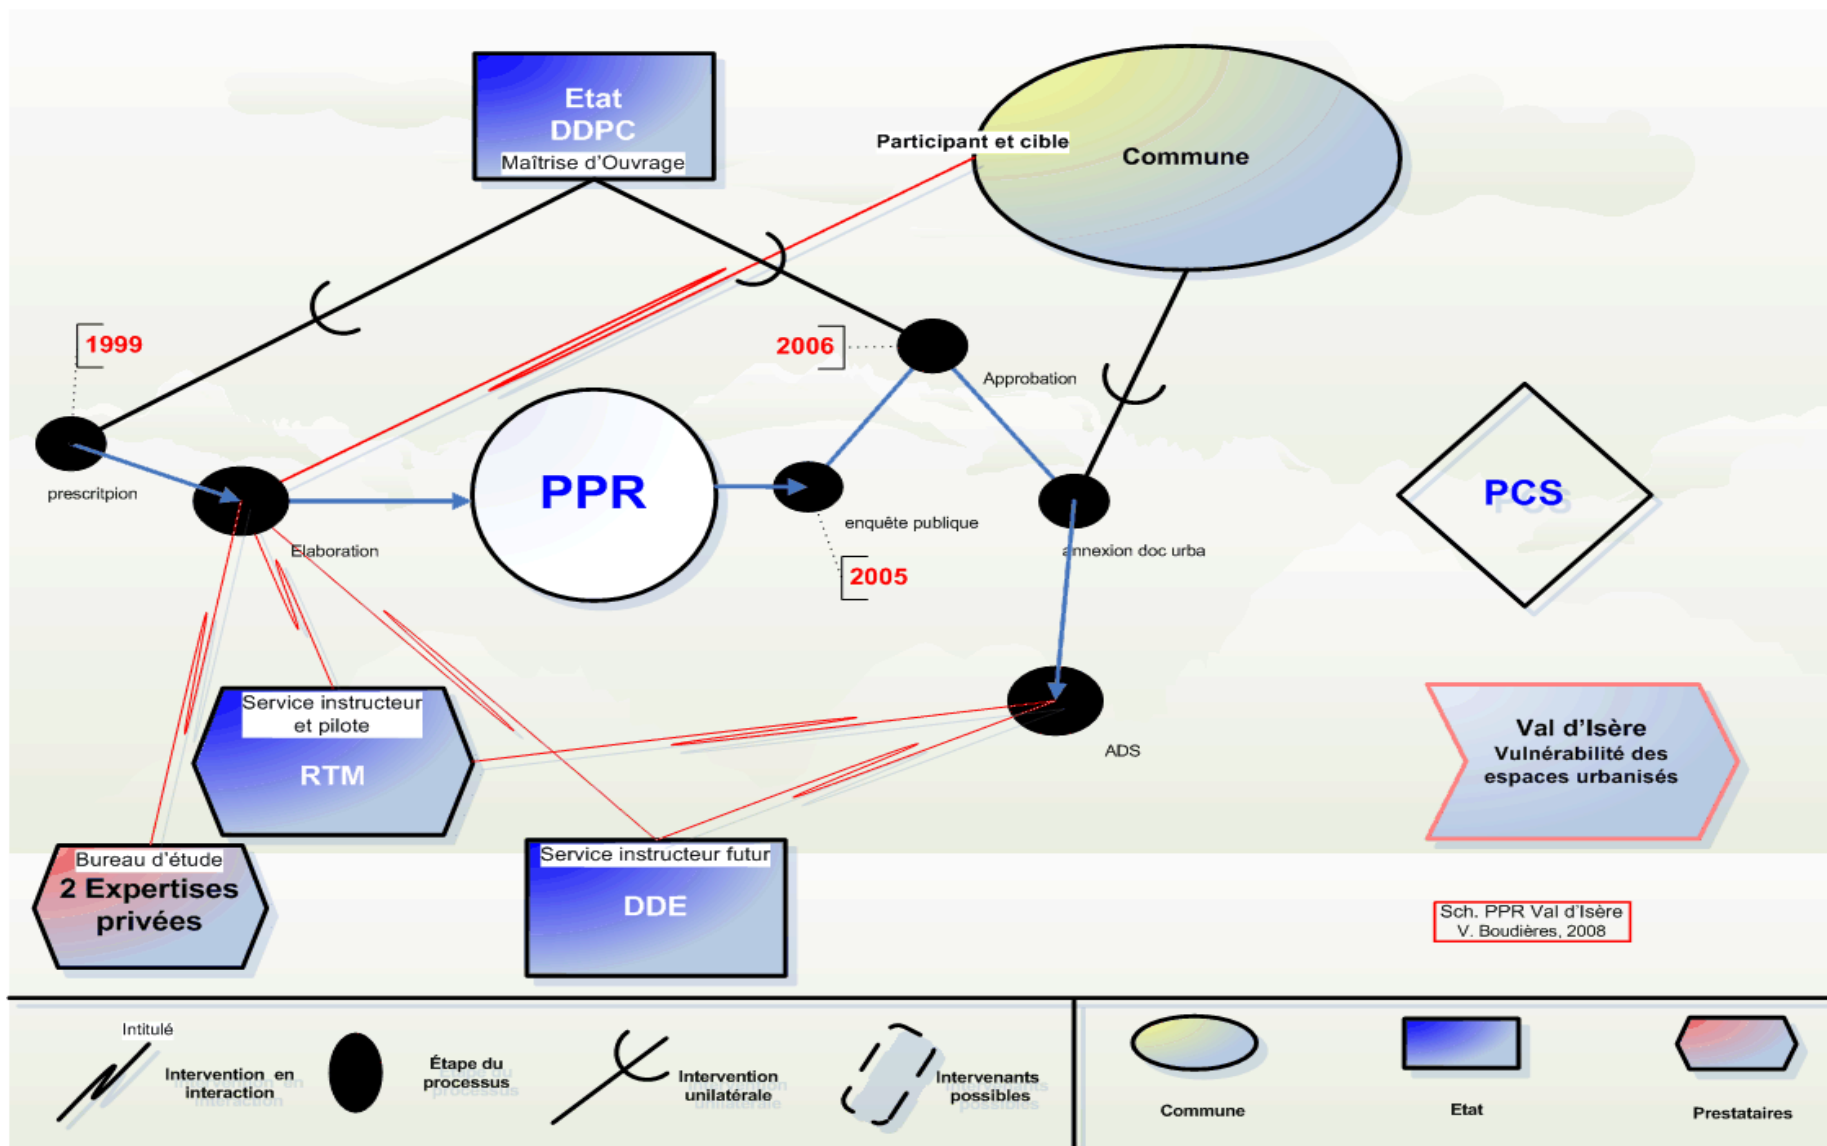 Etat
DDPC
Maîtrise d'Ouvrage
Participant et cible
Commune
1999
2006
Approbation
prescritpion
PPR
PCS
enquête publique
Elaboration
annexion doc urba
2005
Service instructeur
et pilote
RTM
ADS
Val d'Isère
Vulnérabilité des
espaces urbanisés
Bureau d'étude
2 Expertises
privées
Service instructeur futur
DDE
Sch. PPR Val d'Isère
V. Boudières, 2008
Intitulé
Intervention en
interaction
Étape du
processus
Intervention
unilatérale
Intervenants
possibles
Commune
Etat
Prestataires